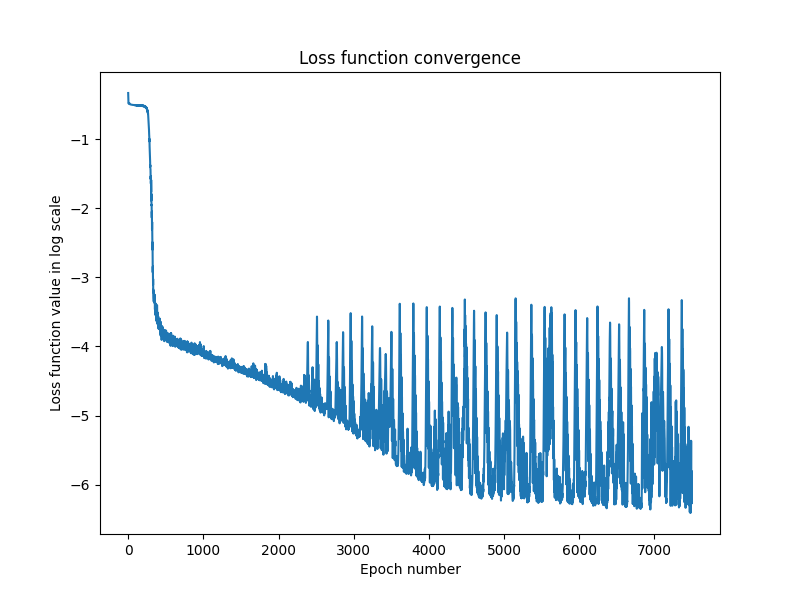 Loss function convergence
Loss function value in log scale
−1
−2
−3
−4
−5
−6
0 1000 2000 3000 4000 5000 6000 7000
Epoch number